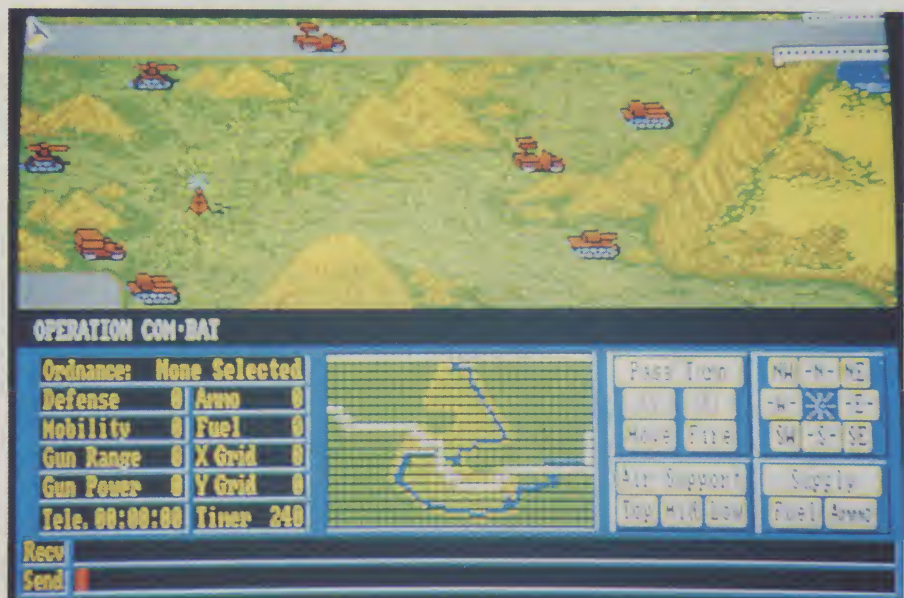 OPERATION COM·BAT
Ordnance: None Selected
Defense 0 Ammo 0
Mobility 0 Fuel 0
Gun Range 0 X Grid 0
Gun Power 0 Y Grid 0
Tele. 00:00:00 Timer 240
Pass Turn
Move Fire
Air Support
Top Mid Low
NW -N- NE
-W- -E-
SW -S- SE
Supply
Fuel Ammo
Recv
Send